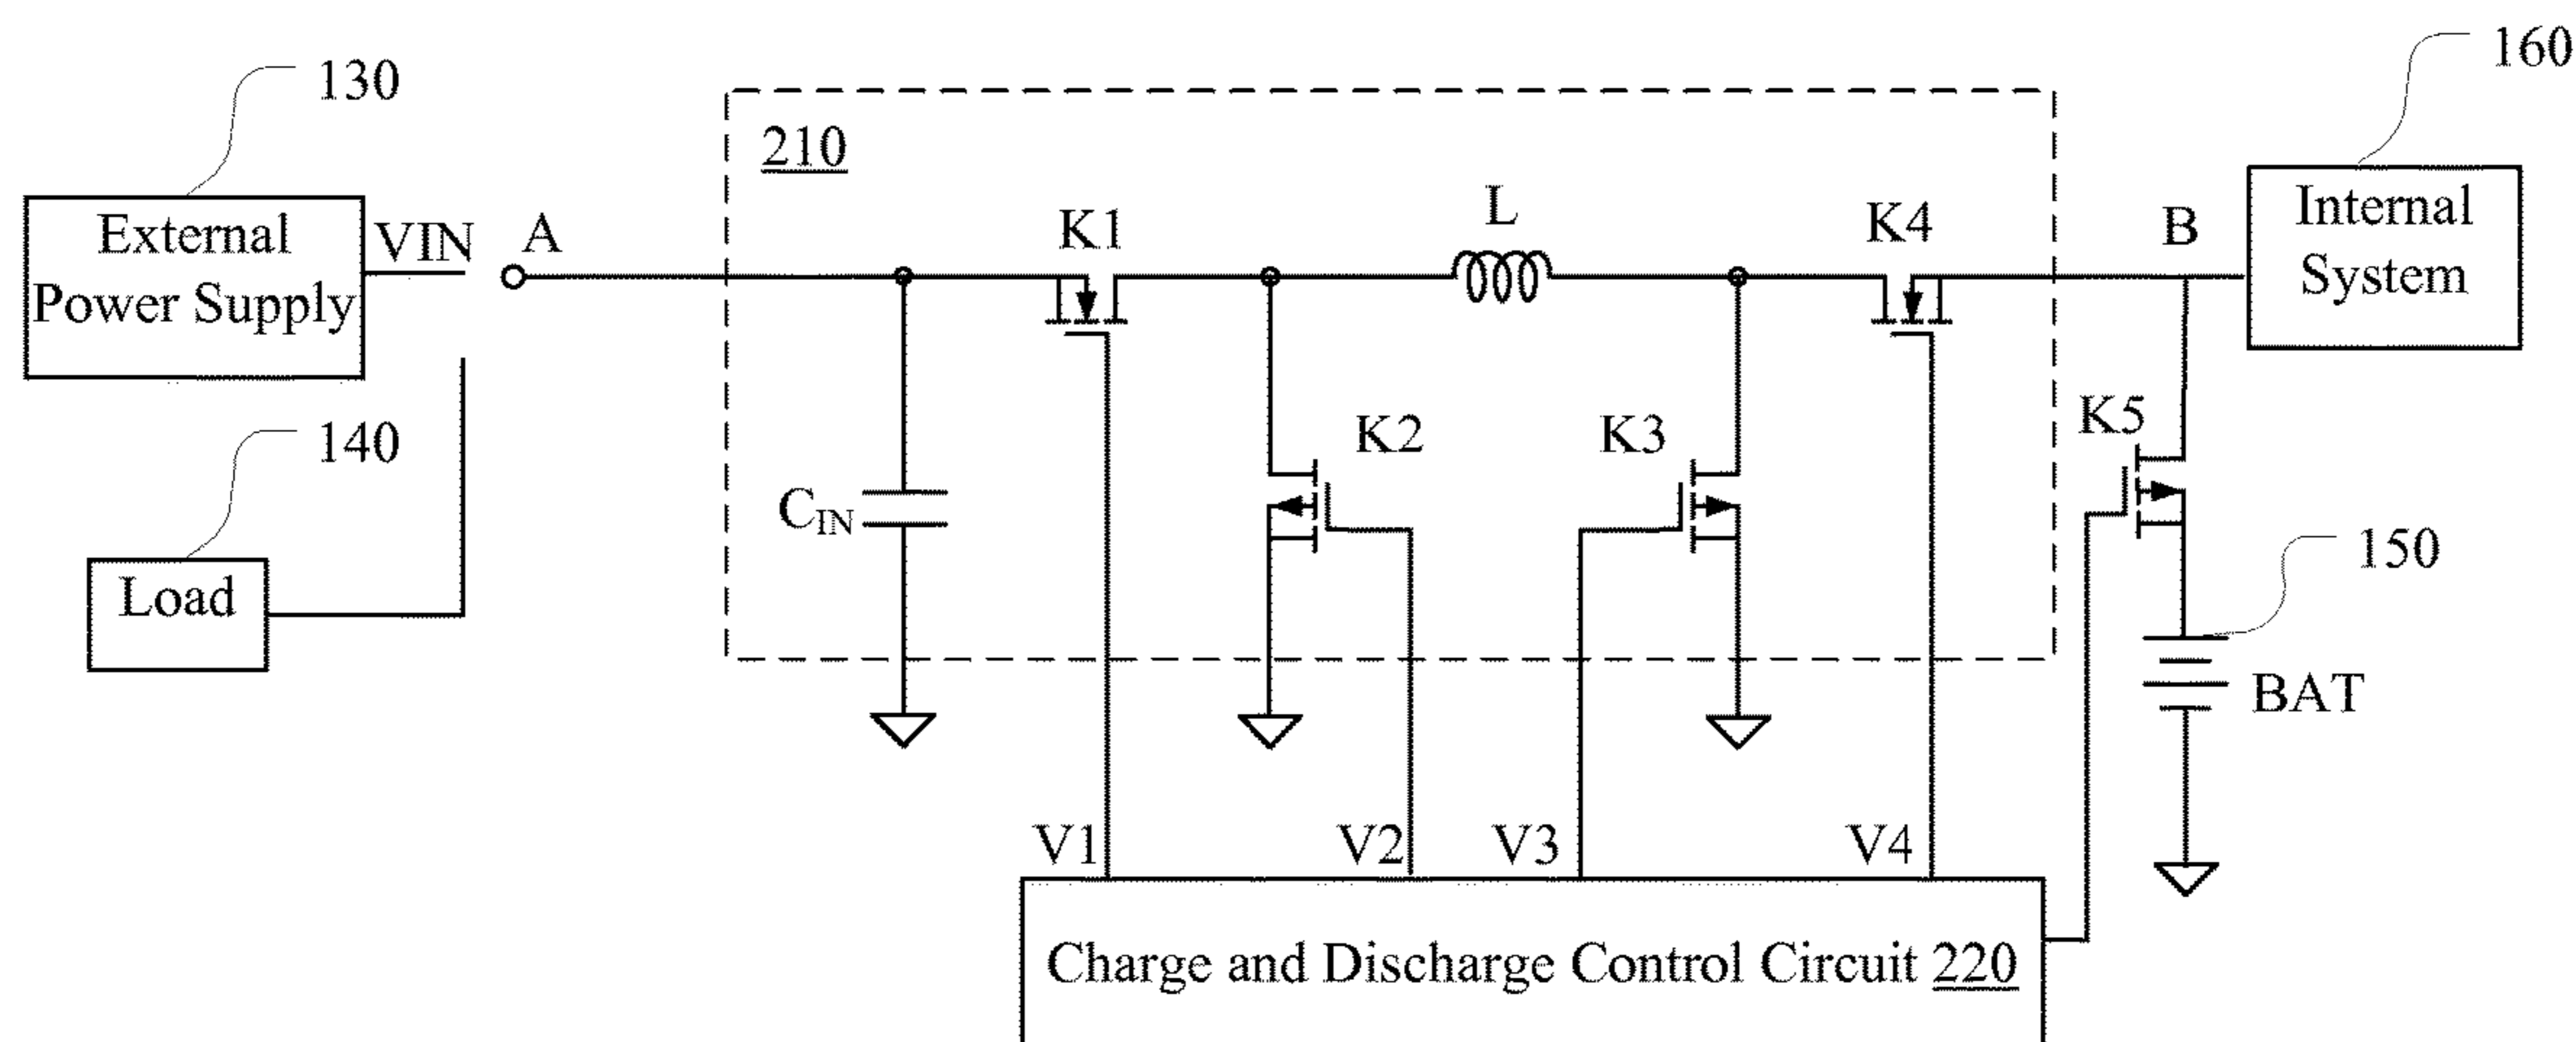 160
130
210
External
Power Supply
VIN
A
K1
L
K4
B
Internal
System
140
Load
C_IN
K2
K3
K5
150
BAT
V1
V2
V3
V4
Charge and Discharge Control Circuit 220